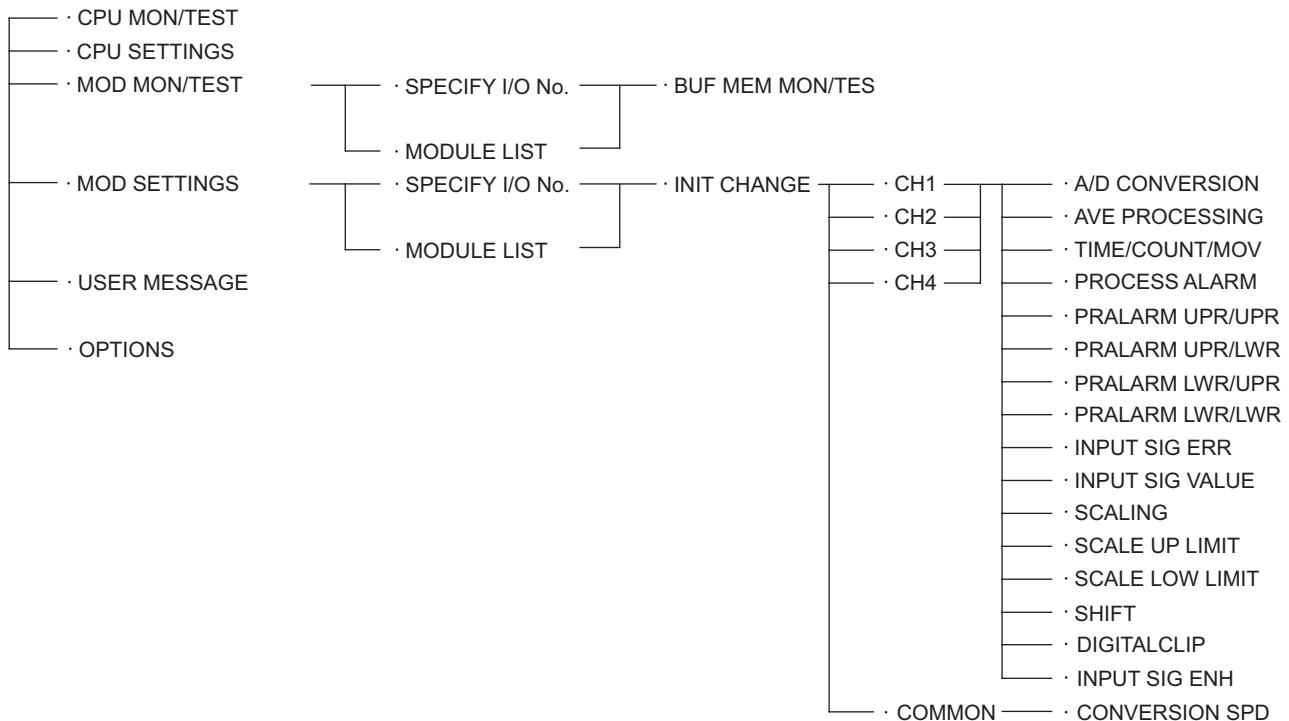 · CPU MON/TEST
· CPU SETTINGS
· MOD MON/TEST · SPECIFY I/O No. · BUF MEM MON/TES
· MODULE LIST
· MOD SETTINGS · SPECIFY I/O No. · INIT CHANGE · CH1 · A/D CONVERSION
· CH2 · AVE PROCESSING
· MODULE LIST · CH3 · TIME/COUNT/MOV
· USER MESSAGE · CH4 · PROCESS ALARM
· PRALARM UPR/UPR
· OPTIONS · PRALARM UPR/LWR
· PRALARM LWR/UPR
· PRALARM LWR/LWR
· INPUT SIG ERR
· INPUT SIG VALUE
· SCALING
· SCALE UP LIMIT
· SCALE LOW LIMIT
· SHIFT
· DIGITALCLIP
· INPUT SIG ENH
· COMMON · CONVERSION SPD